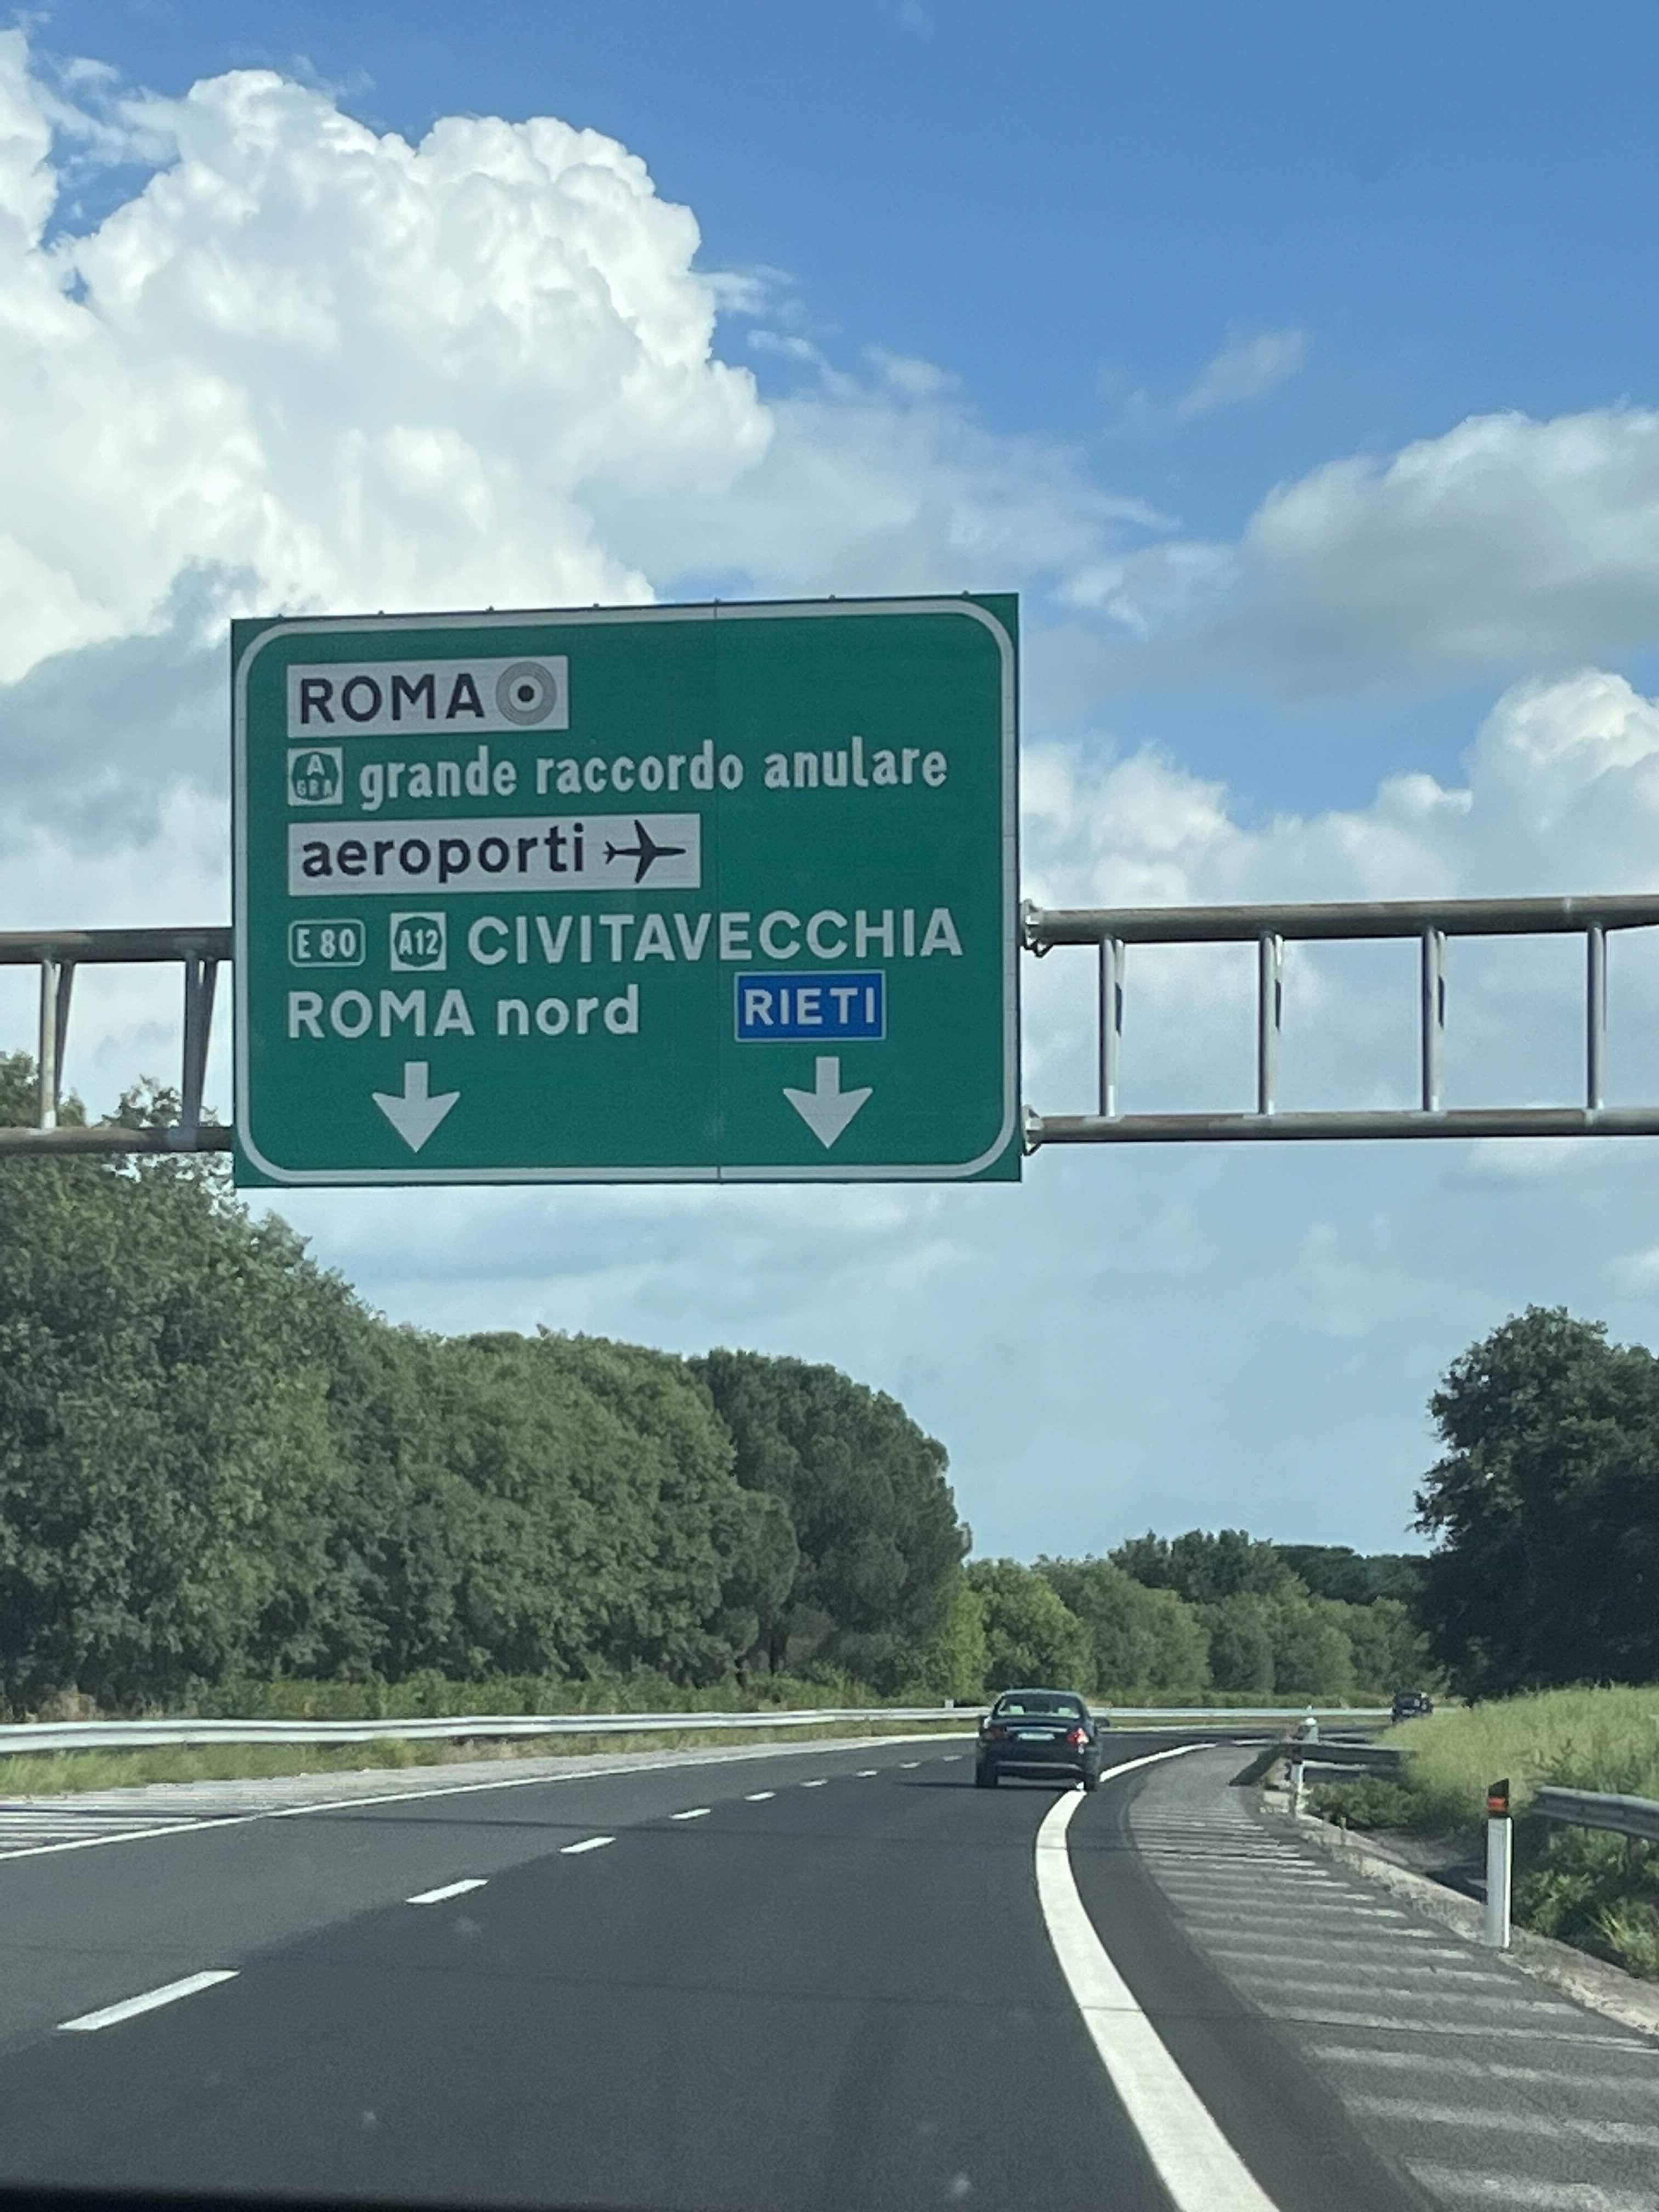 ROMA
A GRA grande raccordo anulare
aeroporti
E 80 A12 CIVITAVECCHIA
ROMA nord RIETI